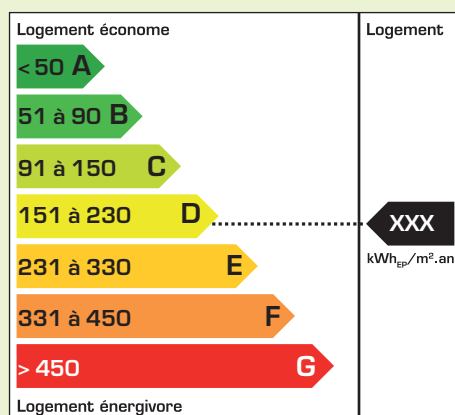 Logement économe
Logement
< 50 A
51 à 90 B
91 à 150 C
151 à 230 D
XXX
kWhEP/m².an
231 à 330 E
331 à 450 F
> 450 G
Logement énergivore